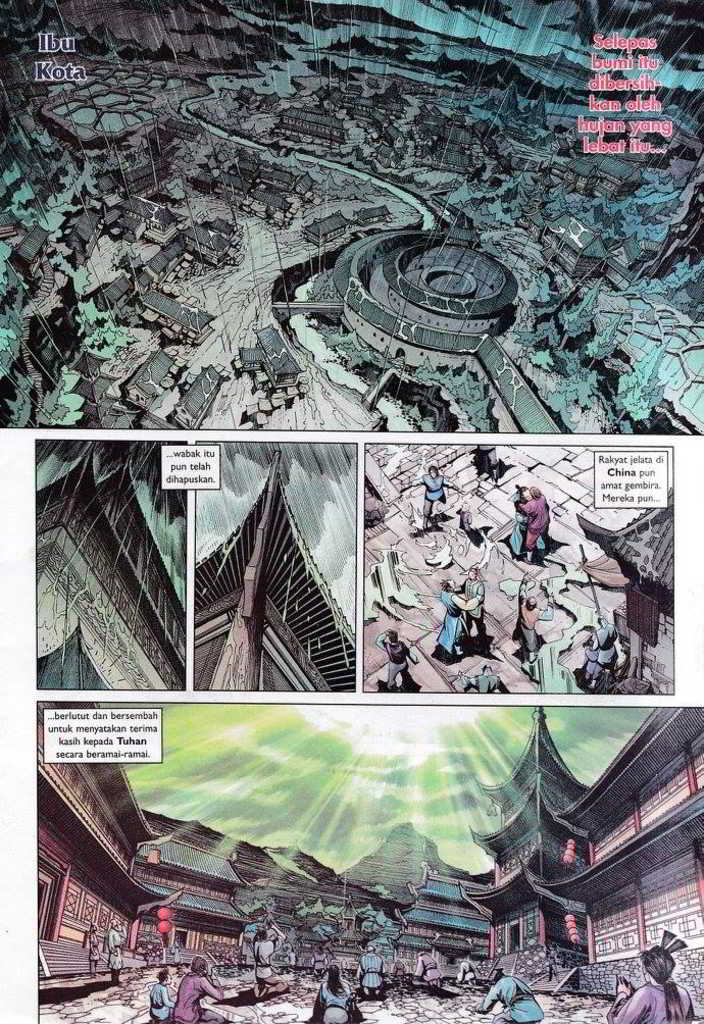 Ibu
Kota
Selepas
bumi itu
dibersih-
kan oleh
hujan yang
lebat itu...
...wabak itu
pun telah
dihapuskan.
Rakyat jelata di
China pun
amat gembira.
Mereka pun...
...berlutut dan bersembah
untuk menyatakan terima
kasih kepada Tuhan
secara beramai-ramai.